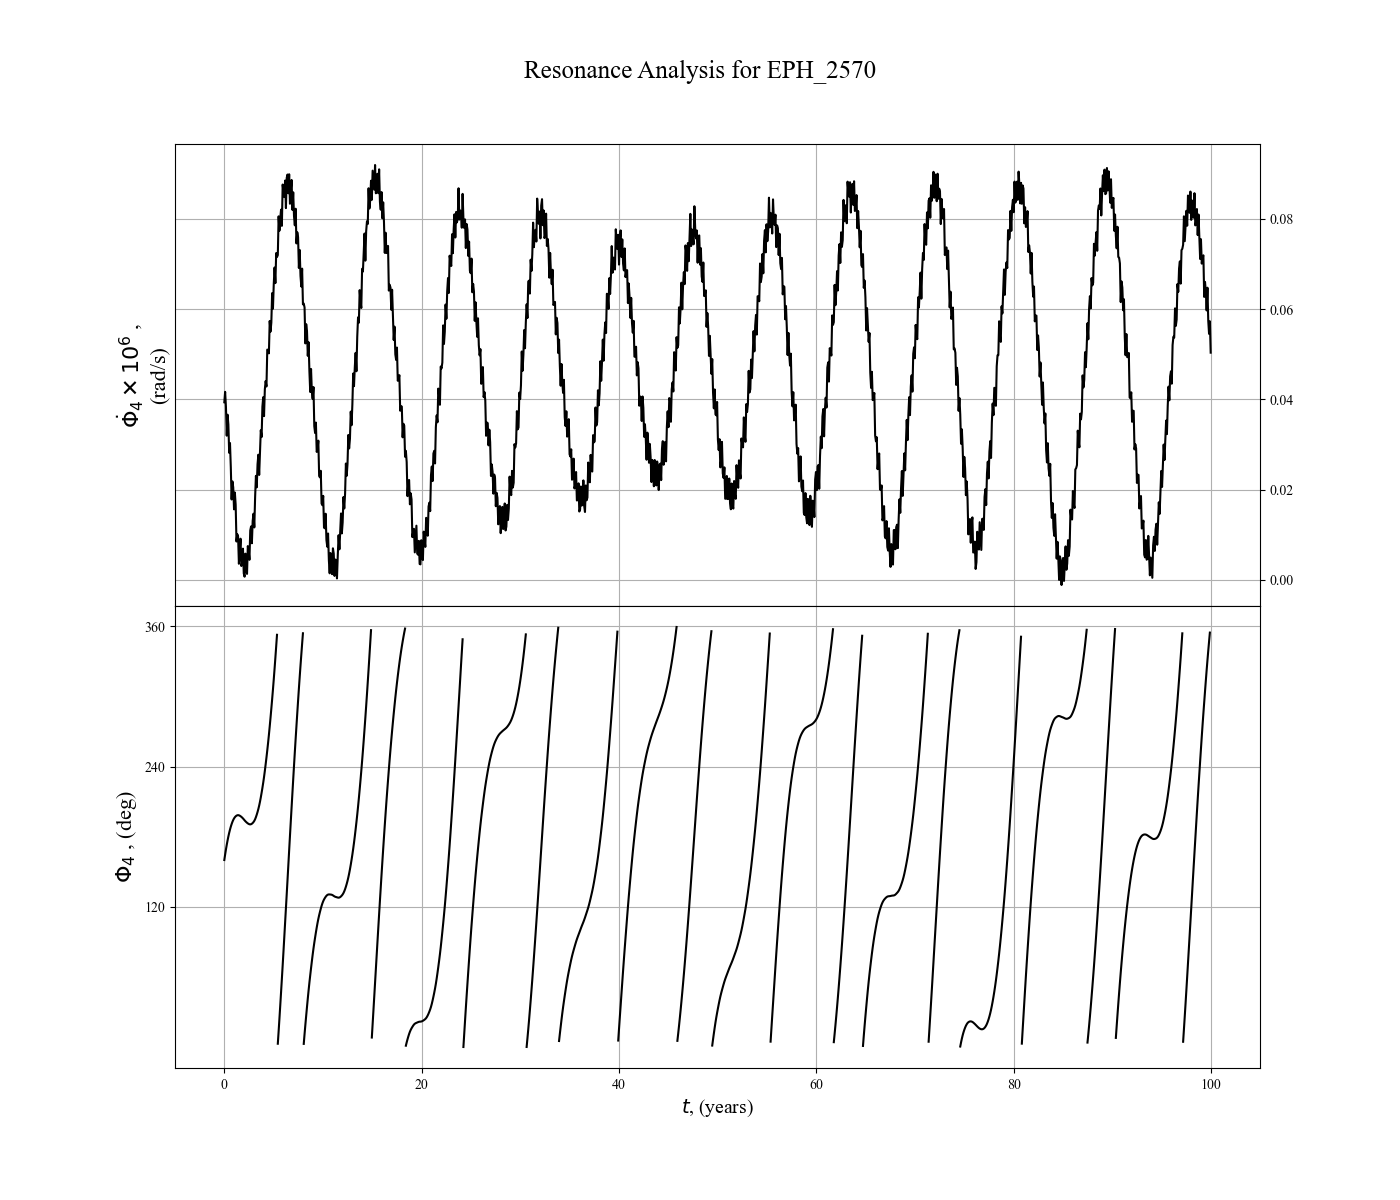 Resonance Analysis for EPH_2570
Φ̇₄ × 10⁶ ,
(rad/s)
0.08
0.06
0.04
0.02
0.00
Φ₄ , (deg)
360
240
120
0
20
40
60
80
100
t, (years)